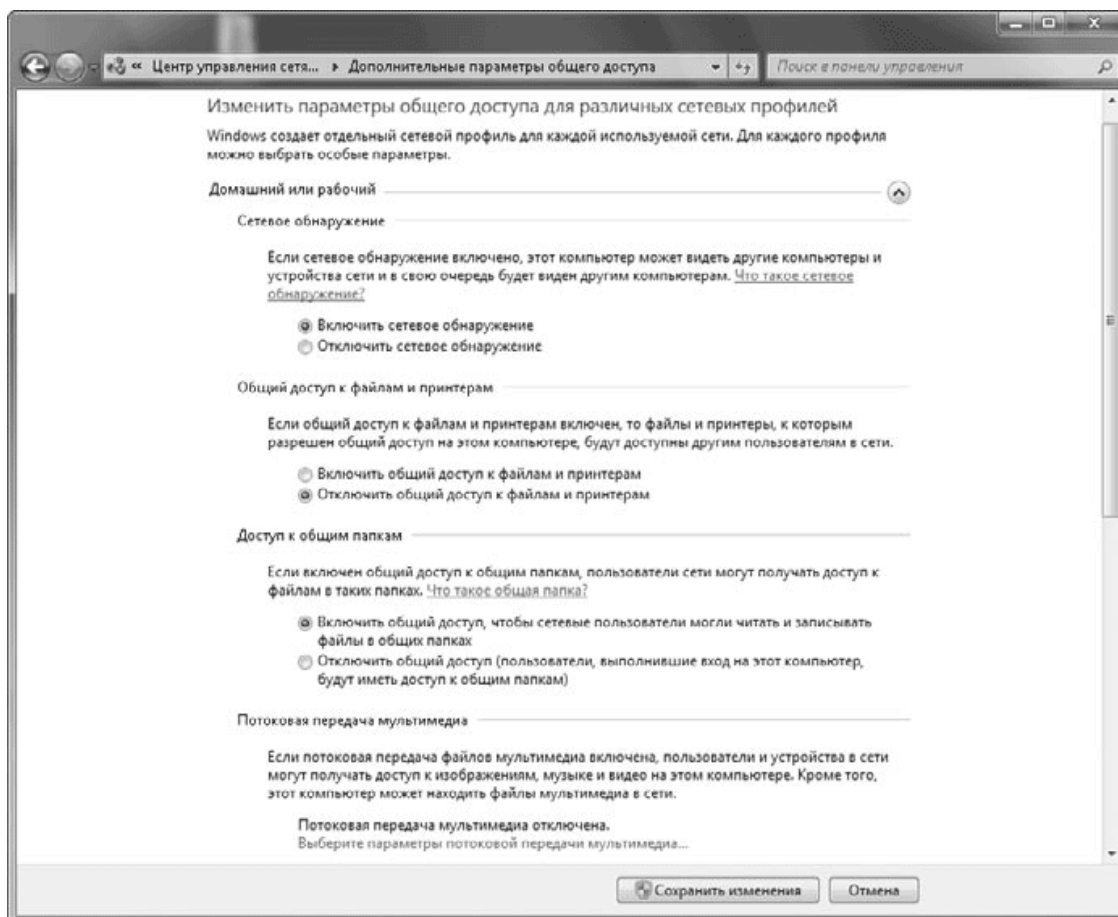 « Центр управления сетя... ▸ Дополнительные параметры общего доступа
Поиск в панели управления
Изменить параметры общего доступа для различных сетевых профилей
Windows создает отдельный сетевой профиль для каждой используемой сети. Для каждого профиля
можно выбрать особые параметры.
Домашний или рабочий
Сетевое обнаружение
Если сетевое обнаружение включено, этот компьютер может видеть другие компьютеры и
устройства сети и в свою очередь будет виден другим компьютерам. Что такое сетевое
обнаружение?
Включить сетевое обнаружение
Отключить сетевое обнаружение
Общий доступ к файлам и принтерам
Если общий доступ к файлам и принтерам включен, то файлы и принтеры, к которым
разрешен общий доступ на этом компьютере, будут доступны другим пользователям в сети.
Включить общий доступ к файлам и принтерам
Отключить общий доступ к файлам и принтерам
Доступ к общим папкам
Если включен общий доступ к общим папкам, пользователи сети могут получать доступ к
файлам в таких папках. Что такое общая папка?
Включить общий доступ, чтобы сетевые пользователи могли читать и записывать
файлы в общих папках
Отключить общий доступ (пользователи, выполнившие вход на этот компьютер,
будут иметь доступ к общим папкам)
Потоковая передача мультимедиа
Если потоковая передача файлов мультимедиа включена, пользователи и устройства в сети
могут получать доступ к изображениям, музыке и видео на этом компьютере. Кроме того,
этот компьютер может находить файлы мультимедиа в сети.
Потоковая передача мультимедиа отключена.
Выберите параметры потоковой передачи мультимедиа...
Сохранить изменения
Отмена